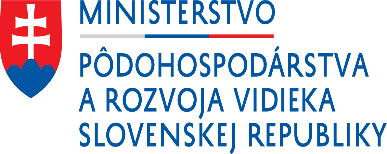 MINISTERSTVO
PÔDOHOSPODÁRSTVA
A ROZVOJA VIDIEKA
SLOVENSKEJ REPUBLIKY